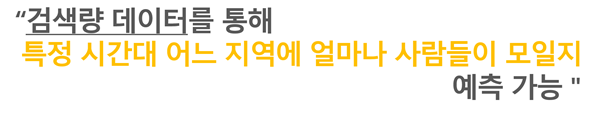 “검색량 데이터를 통해
특정 시간대 어느 지역에 얼마나 사람들이 모일지
예측 가능 "